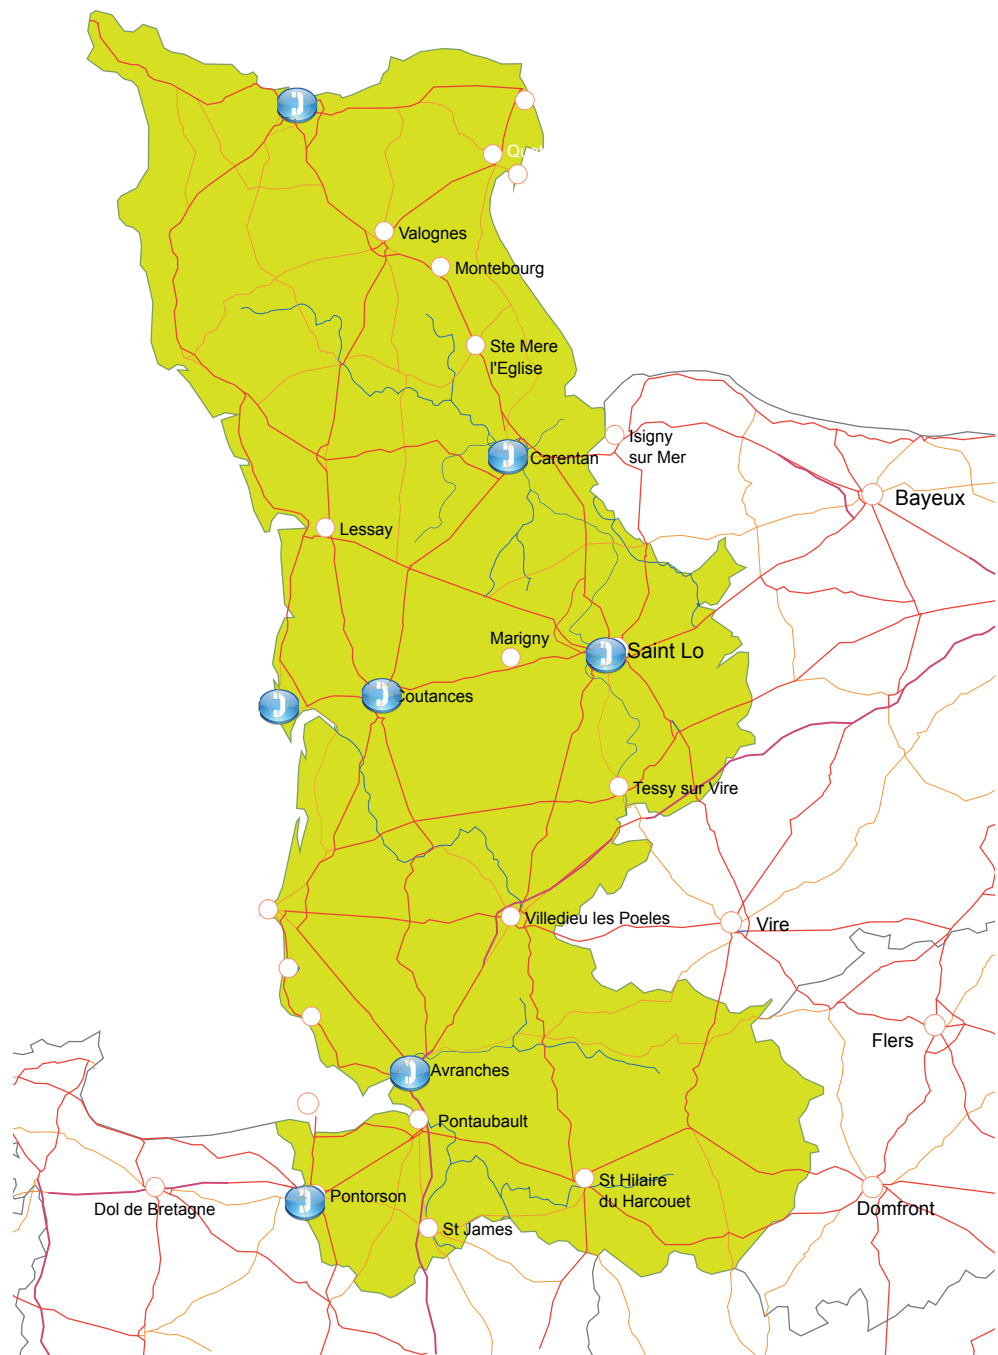 Valognes
Montebourg
Ste Mere
l'Eglise
Isigny
sur Mer
Carentan
Bayeux
Lessay
Marigny
Saint Lo
Coutances
Tessy sur Vire
Villedieu les Poeles
Vire
Flers
Avranches
Pontaubault
St Hilaire
du Harcouet
Pontorson
Dol de Bretagne
Domfront
St James